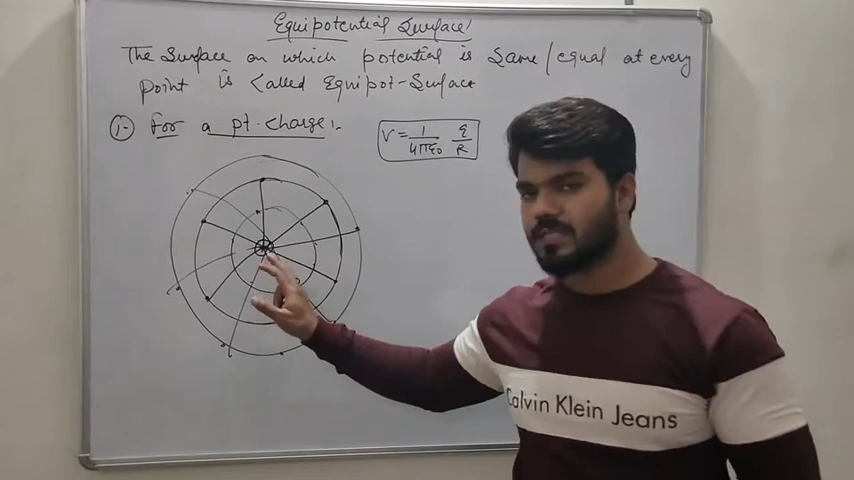 Equipotential Surface
The Surface on which potential is Same/equal at every
point is Called Equipot-Surface
1- For a pt. charge:-
V = 1/4πε0 q/R
Calvin Klein Jeans